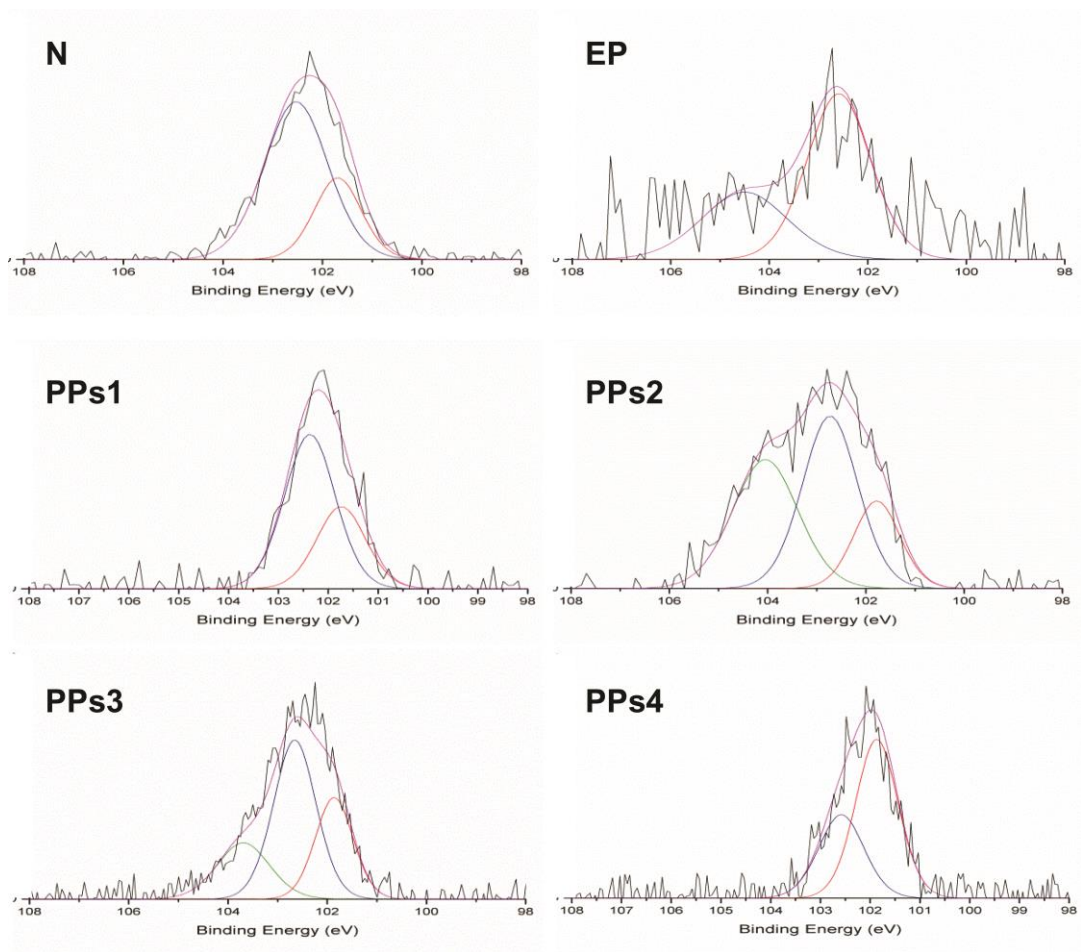 N
108 106 104 102 100 98
Binding Energy (eV)
EP
108 106 104 102 100 98
Binding Energy (eV)
PPs1
108 107 106 105 104 103 102 101 100 99 98
Binding Energy (eV)
PPs2
108 106 104 102 100 98
Binding Energy (eV)
PPs3
108 106 104 102 100 98
Binding Energy (eV)
PPs4
108 107 106 105 104 103 102 101 100 99 98
Binding Energy (eV)